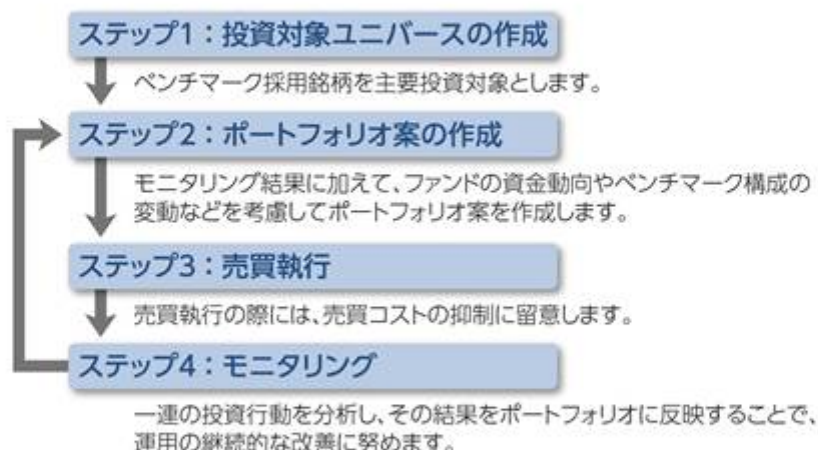 ステップ1：投資対象ユニバースの作成
ベンチマーク採用銘柄を主要投資対象とします。
ステップ2：ポートフォリオ案の作成
モニタリング結果に加えて、ファンドの資金動向やベンチマーク構成の
変動などを考慮してポートフォリオ案を作成します。
ステップ3：売買執行
売買執行の際には、売買コストの抑制に留意します。
ステップ4：モニタリング
一連の投資行動を分析し、その結果をポートフォリオに反映することで、
運用の継続的な改善に努めます。